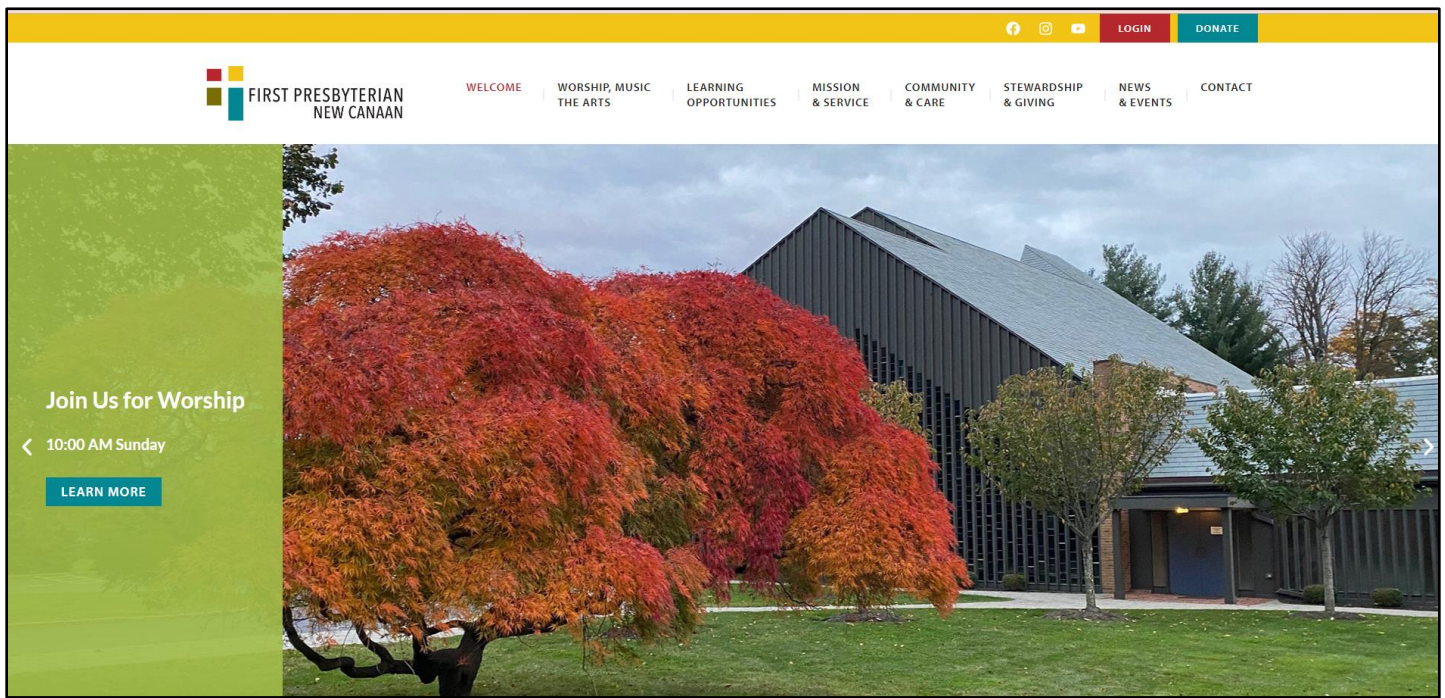 LOGIN
DONATE
FIRST PRESBYTERIAN
NEW CANAAN
WELCOME
WORSHIP, MUSIC
THE ARTS
LEARNING
OPPORTUNITIES
MISSION
& SERVICE
COMMUNITY
& CARE
STEWARDSHIP
& GIVING
NEWS
& EVENTS
CONTACT
Join Us for Worship
10:00 AM Sunday
LEARN MORE